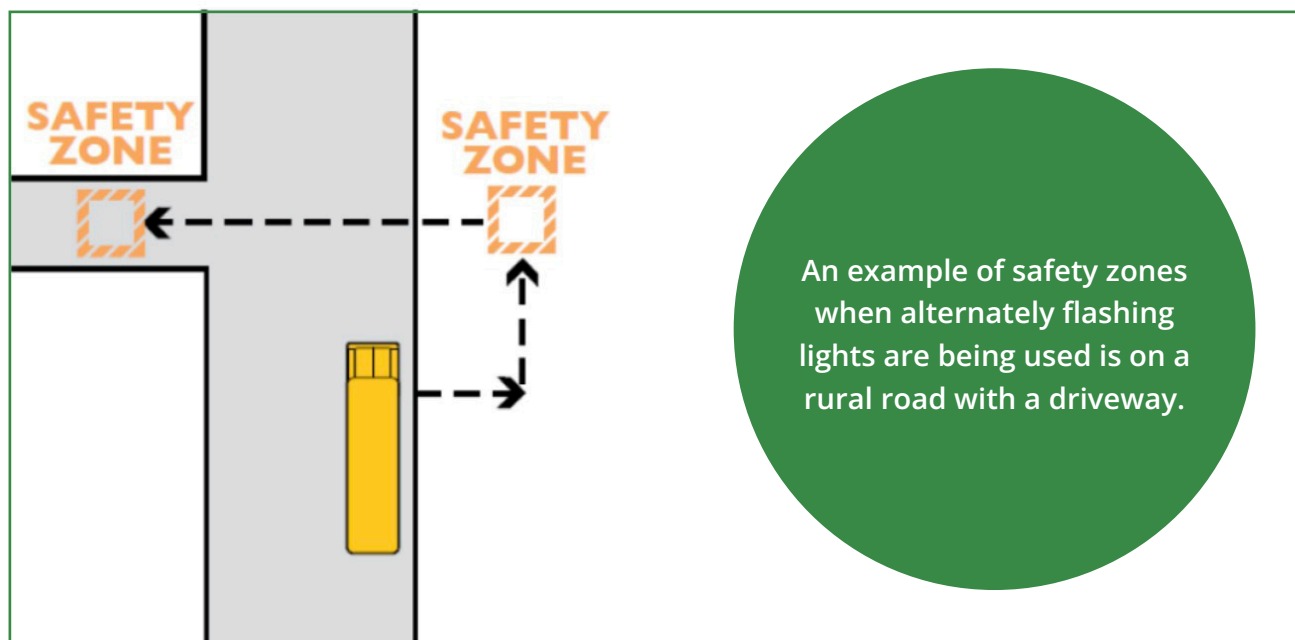 SAFETY
ZONE
SAFETY
ZONE
An example of safety zones
when alternately flashing
lights are being used is on a
rural road with a driveway.